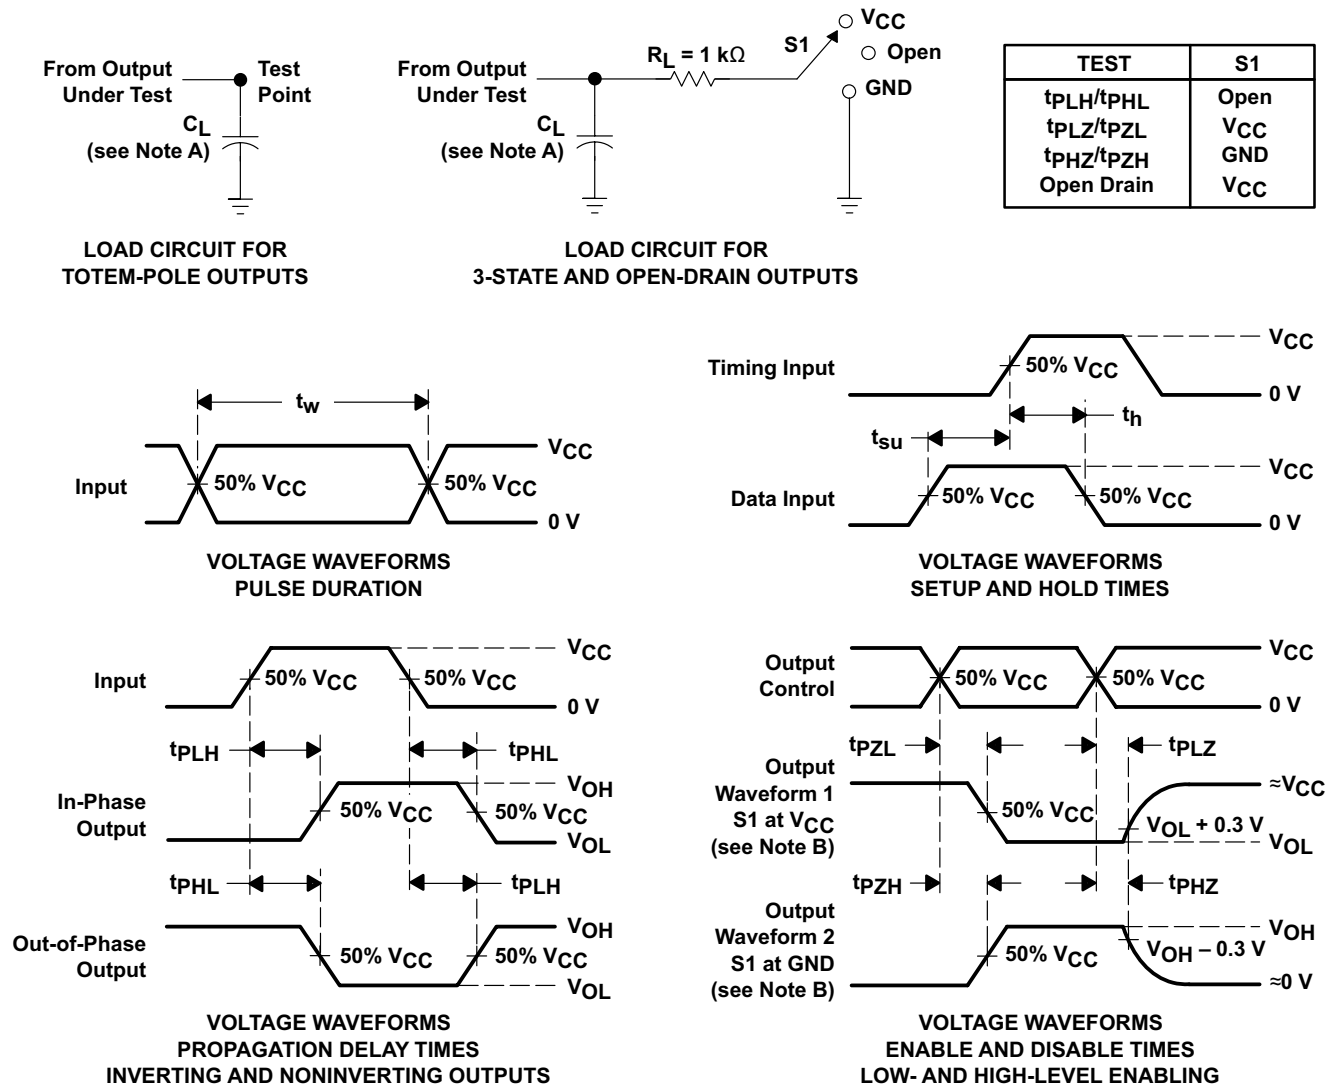 From Output
Under Test
Test
Point
CL
(see Note A)
LOAD CIRCUIT FOR
TOTEM-POLE OUTPUTS
From Output
Under Test
RL = 1 kΩ
S1
VCC
Open
GND
CL
(see Note A)
LOAD CIRCUIT FOR
3-STATE AND OPEN-DRAIN OUTPUTS
TEST S1
tPLH/tPHL Open
tPLZ/tPZL VCC
tPHZ/tPZH GND
Open Drain VCC
tw
Input
50% VCC
50% VCC
VCC
0 V
VOLTAGE WAVEFORMS
PULSE DURATION
Timing Input
50% VCC
VCC
0 V
tsu
th
Data Input
50% VCC
50% VCC
VCC
0 V
VOLTAGE WAVEFORMS
SETUP AND HOLD TIMES
Input
50% VCC
50% VCC
VCC
0 V
tPLH
tPHL
In-Phase
Output
50% VCC
50% VCC
VOH
VOL
tPHL
tPLH
Out-of-Phase
Output
50% VCC
50% VCC
VOH
VOL
VOLTAGE WAVEFORMS
PROPAGATION DELAY TIMES
INVERTING AND NONINVERTING OUTPUTS
Output
Control
50% VCC
50% VCC
VCC
0 V
tPZL
tPLZ
Output
Waveform 1
S1 at VCC
(see Note B)
50% VCC
VOL + 0.3 V
≈VCC
VOL
tPZH
tPHZ
Output
Waveform 2
S1 at GND
(see Note B)
50% VCC
VOH − 0.3 V
VOH
≈0 V
VOLTAGE WAVEFORMS
ENABLE AND DISABLE TIMES
LOW- AND HIGH-LEVEL ENABLING